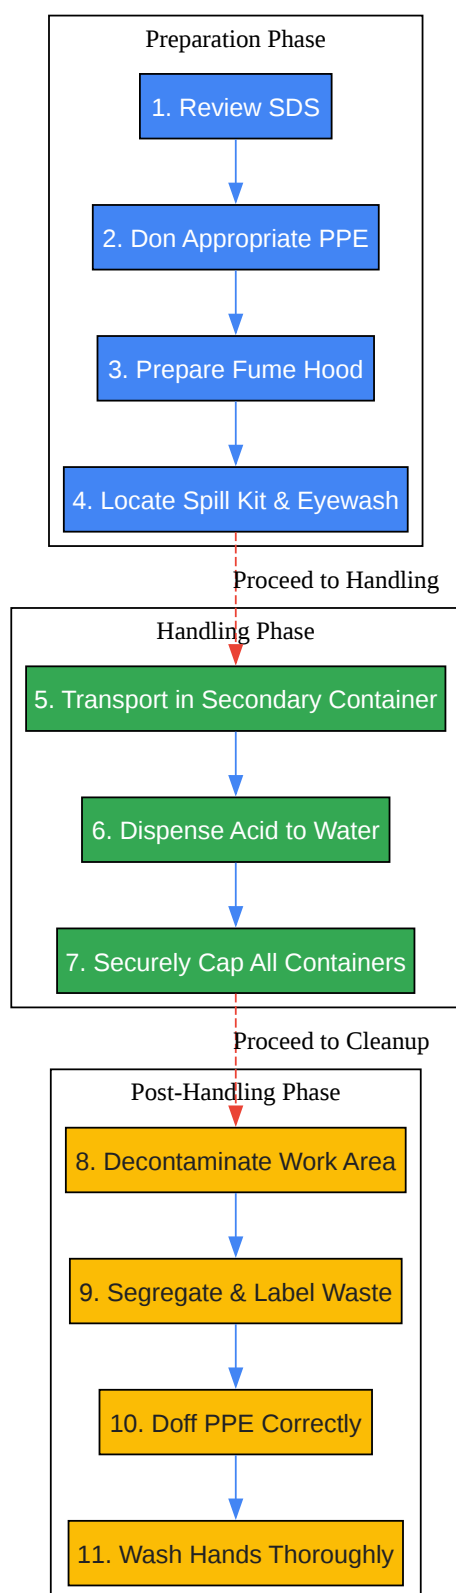 Preparation Phase
1. Review SDS
2. Don Appropriate PPE
3. Prepare Fume Hood
4. Locate Spill Kit & Eyewash
Proceed to Handling
Handling Phase
5. Transport in Secondary Container
6. Dispense Acid to Water
7. Securely Cap All Containers
Proceed to Cleanup
Post-Handling Phase
8. Decontaminate Work Area
9. Segregate & Label Waste
10. Doff PPE Correctly
11. Wash Hands Thoroughly